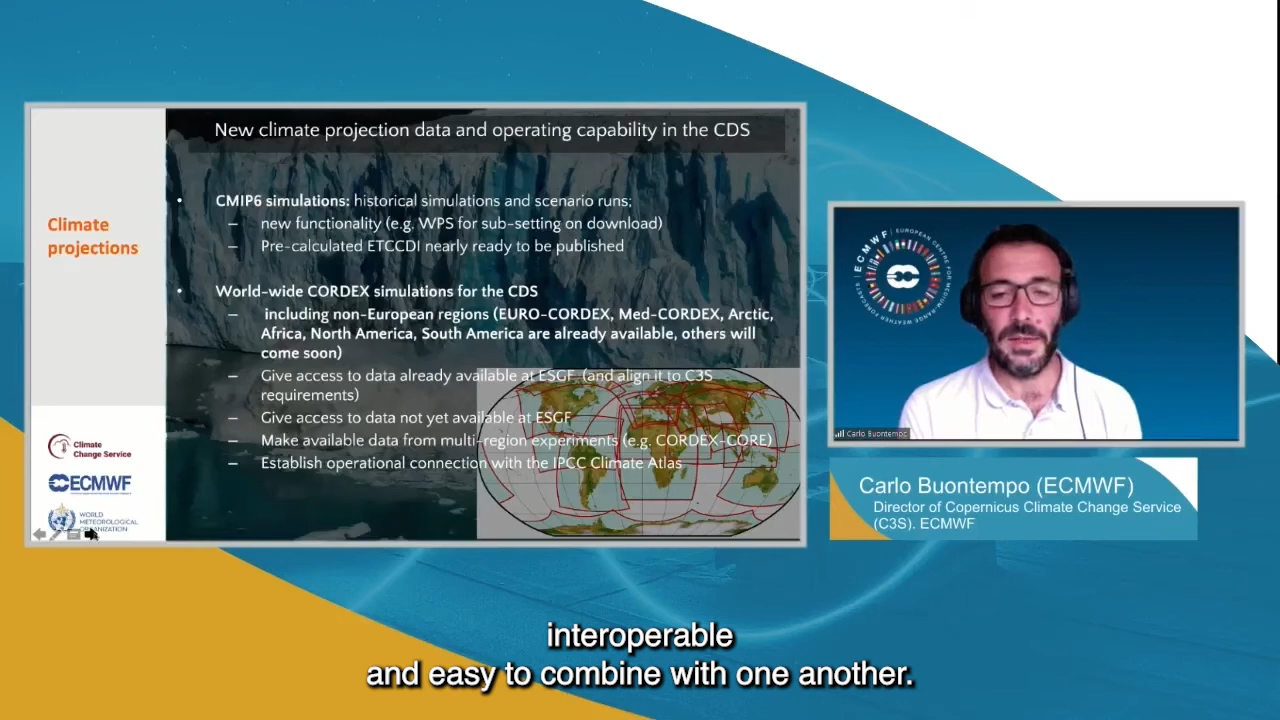 New climate projection data and operating capability in the CDS
Climate
projections
• CMIP6 simulations: historical simulations and scenario runs;
– new functionality (e.g. WPS for sub-setting on download)
– Pre-calculated ETCCDI nearly ready to be published
• World-wide CORDEX simulations for the CDS
– including non-European regions (EURO-CORDEX, Med-CORDEX, Arctic,
Africa, North America, South America are already available, others will
come soon)
– Give access to data already available at ESGF (and align it to C3S
requirements)
– Give access to data not yet available at ESGF
– Make available data from multi-region experiments (e.g. CORDEX-CORE)
– Establish operational connection with the IPCC Climate Atlas
Climate
Change Service
ECMWF
WORLD
METEOROLOGICAL
ORGANIZATION
ECMWF | EUROPEAN CENTRE FOR MEDIUM-RANGE WEATHER FORECASTS
Carlo Buontempo
Carlo Buontempo (ECMWF)
Director of Copernicus Climate Change Service
(C3S). ECMWF
interoperable
and easy to combine with one another.